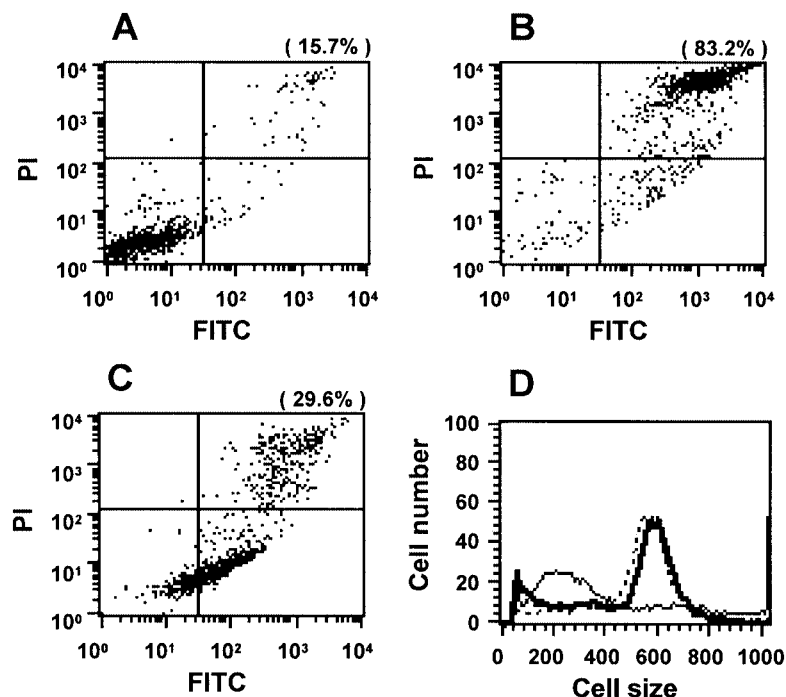 A
( 15.7% )
10⁴
10³
10²
10¹
10⁰
PI
10⁰ 10¹ 10² 10³ 10⁴
FITC
B
( 83.2% )
10⁴
10³
10²
10¹
10⁰
PI
10⁰ 10¹ 10² 10³ 10⁴
FITC
C
( 29.6% )
10⁴
10³
10²
10¹
10⁰
PI
10⁰ 10¹ 10² 10³ 10⁴
FITC
D
100
80
60
40
20
0
Cell number
0 200 400 600 800 1000
Cell size